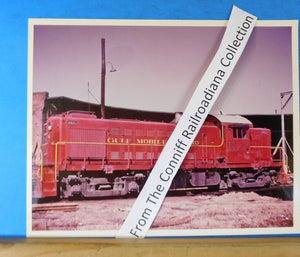 GULF MOBILE
From The Conniff Railroadiana Collection